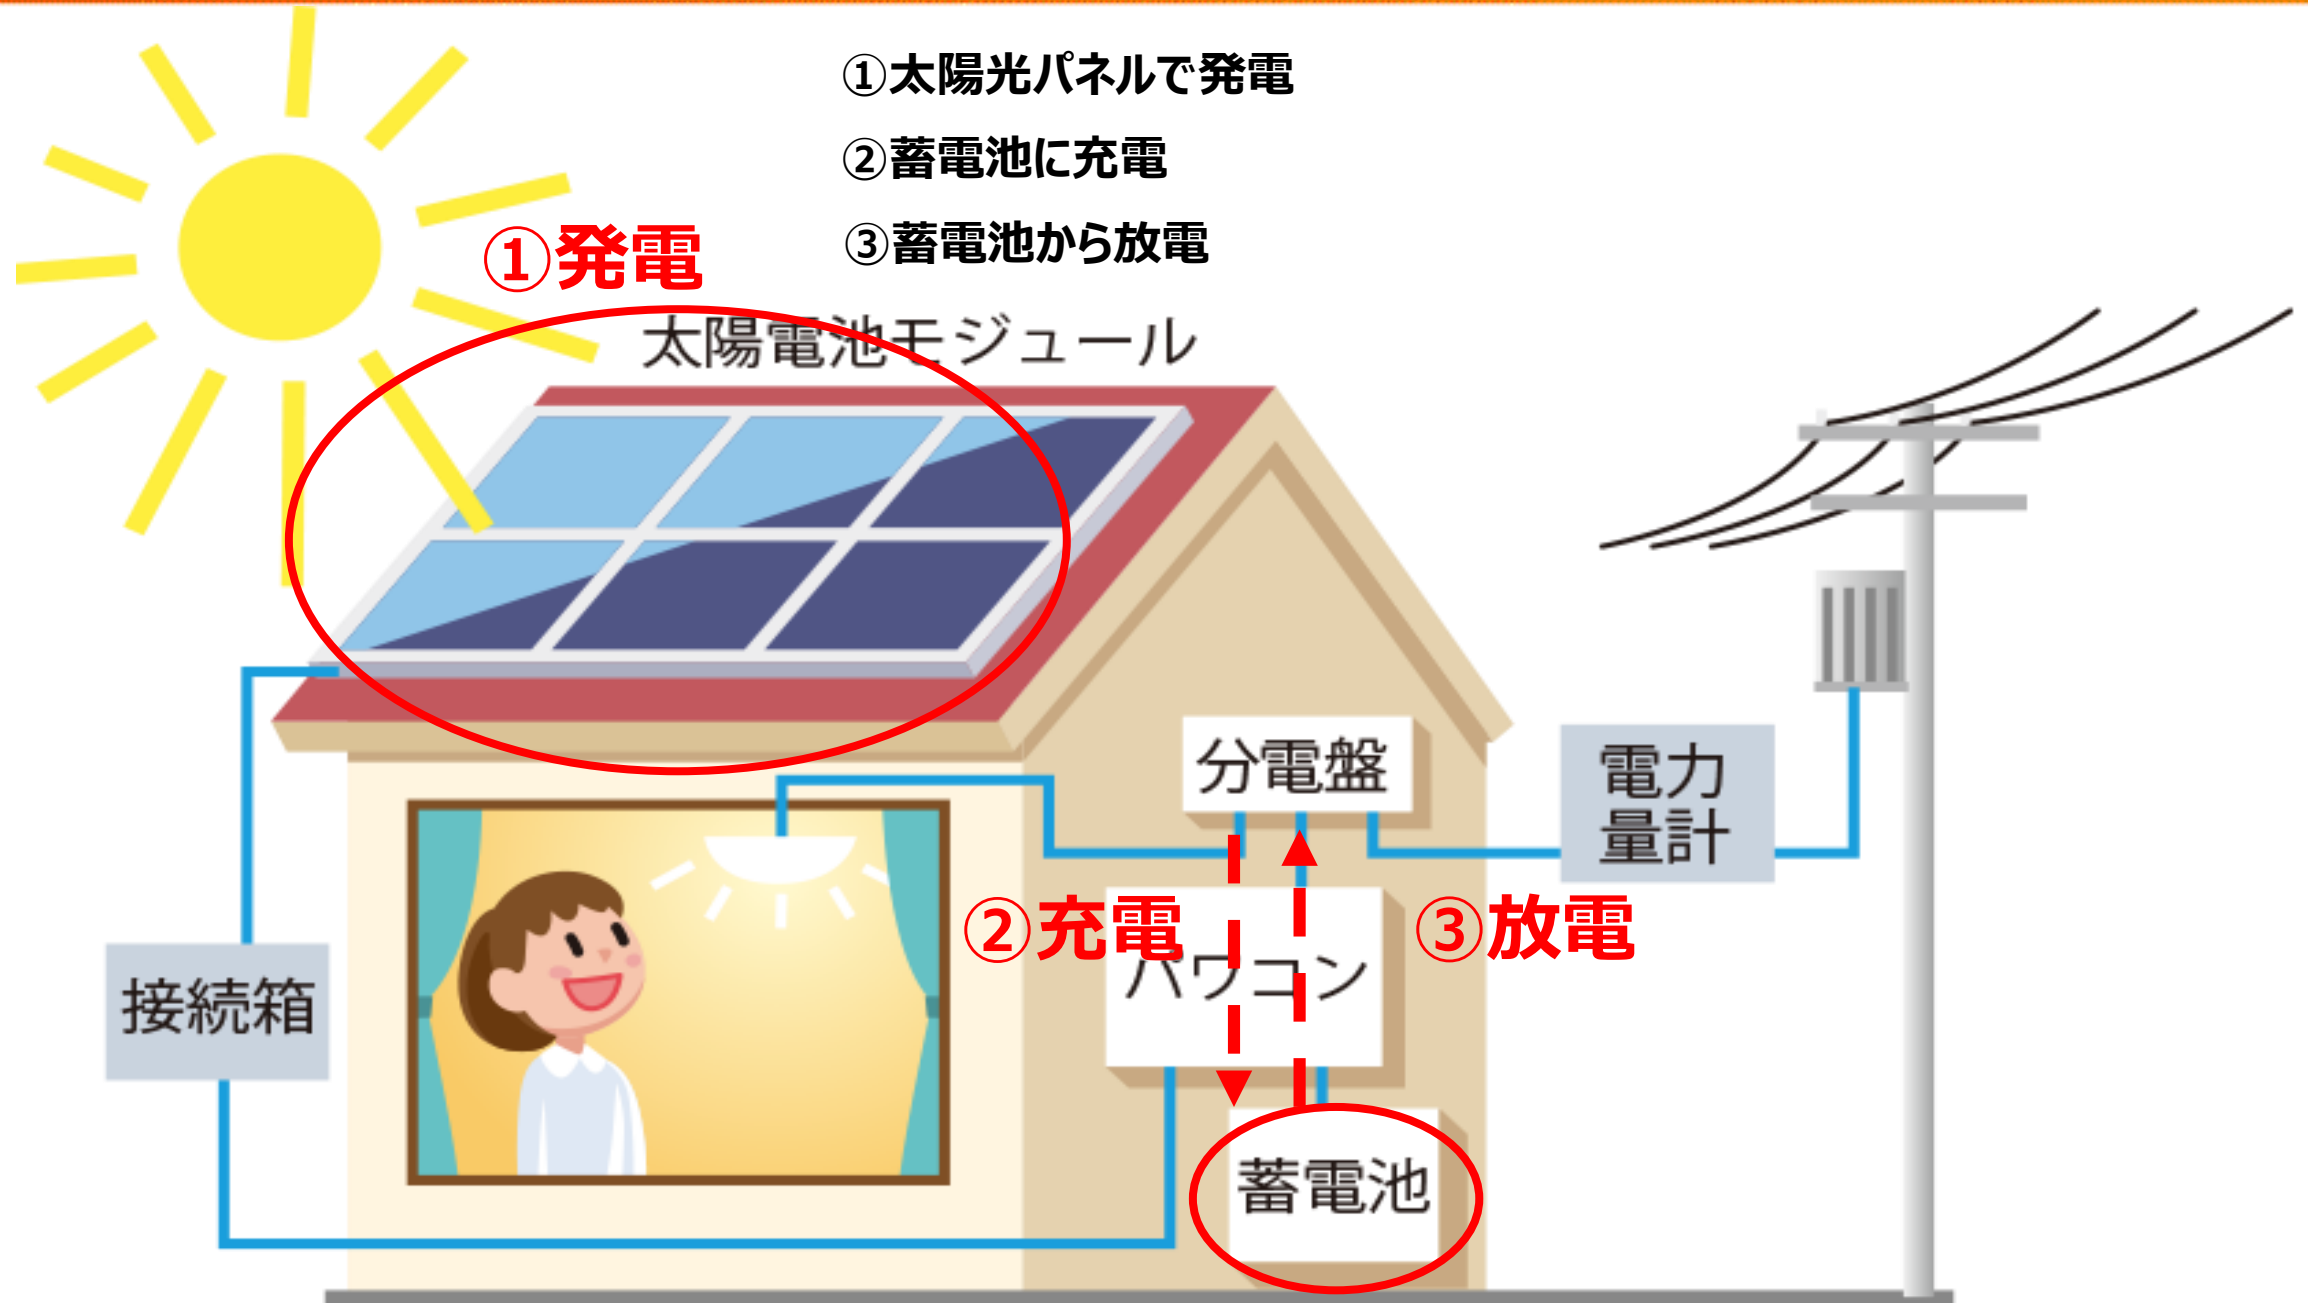 ①太陽光パネルで発電
②蓄電池に充電
③蓄電池から放電
①発電
太陽電池モジュール
分電盤
電力
量計
②充電
③放電
パワコン
接続箱
蓄電池